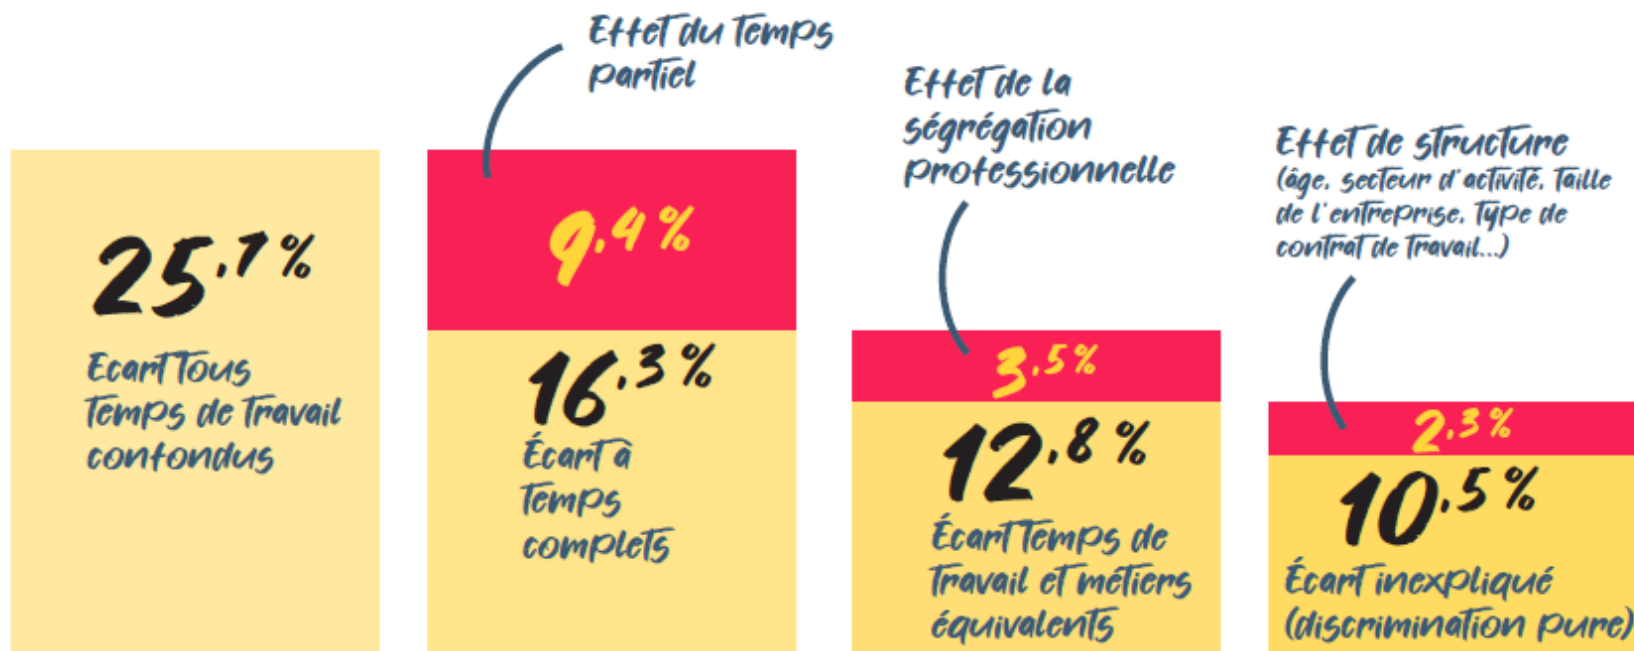 25,7%
Ecart tous
temps de travail
confondus
Effet du temps
partiel
9,4%
16,3%
Écart à
temps
complets
Effet de la
ségrégation
professionnelle
3,5%
12,8%
Écart temps de
travail et métiers
équivalents
Effet de structure
(âge, secteur d'activité, taille
de l'entreprise, type de
contrat de travail...)
2,3%
10,5%
Écart inexpliqué
(discrimination pure)